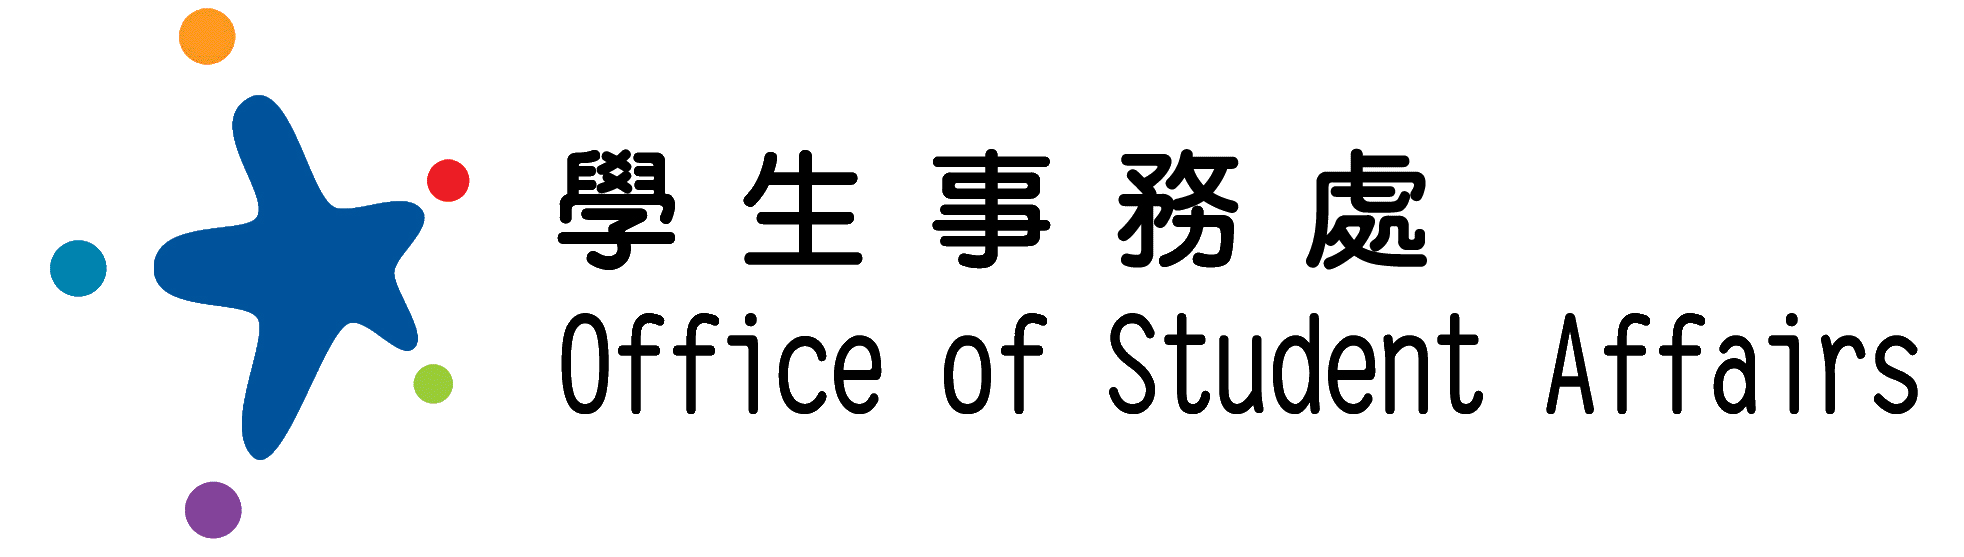 學生事務處
Office of Student Affairs